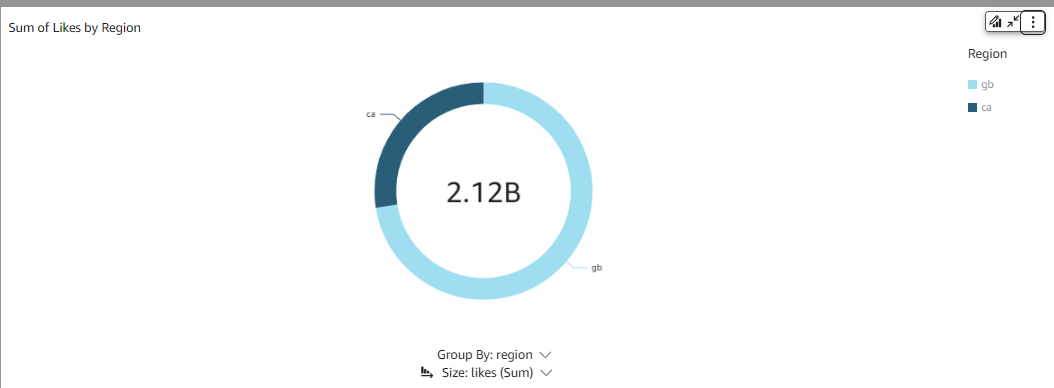 Sum of Likes by Region
Region
gb
ca
ca
2.12B
gb
Group By: region
Size: likes (Sum)